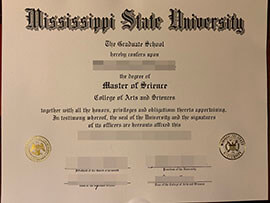 Mississippi State University
The Graduate School
hereby confers upon
the degree of
Master of Science
College of Arts and Sciences
together with all the honors, privileges and obligations thereto appertaining.
In testimony whereof, the seal of the University and the signatures
of its officers are hereunto affixed this